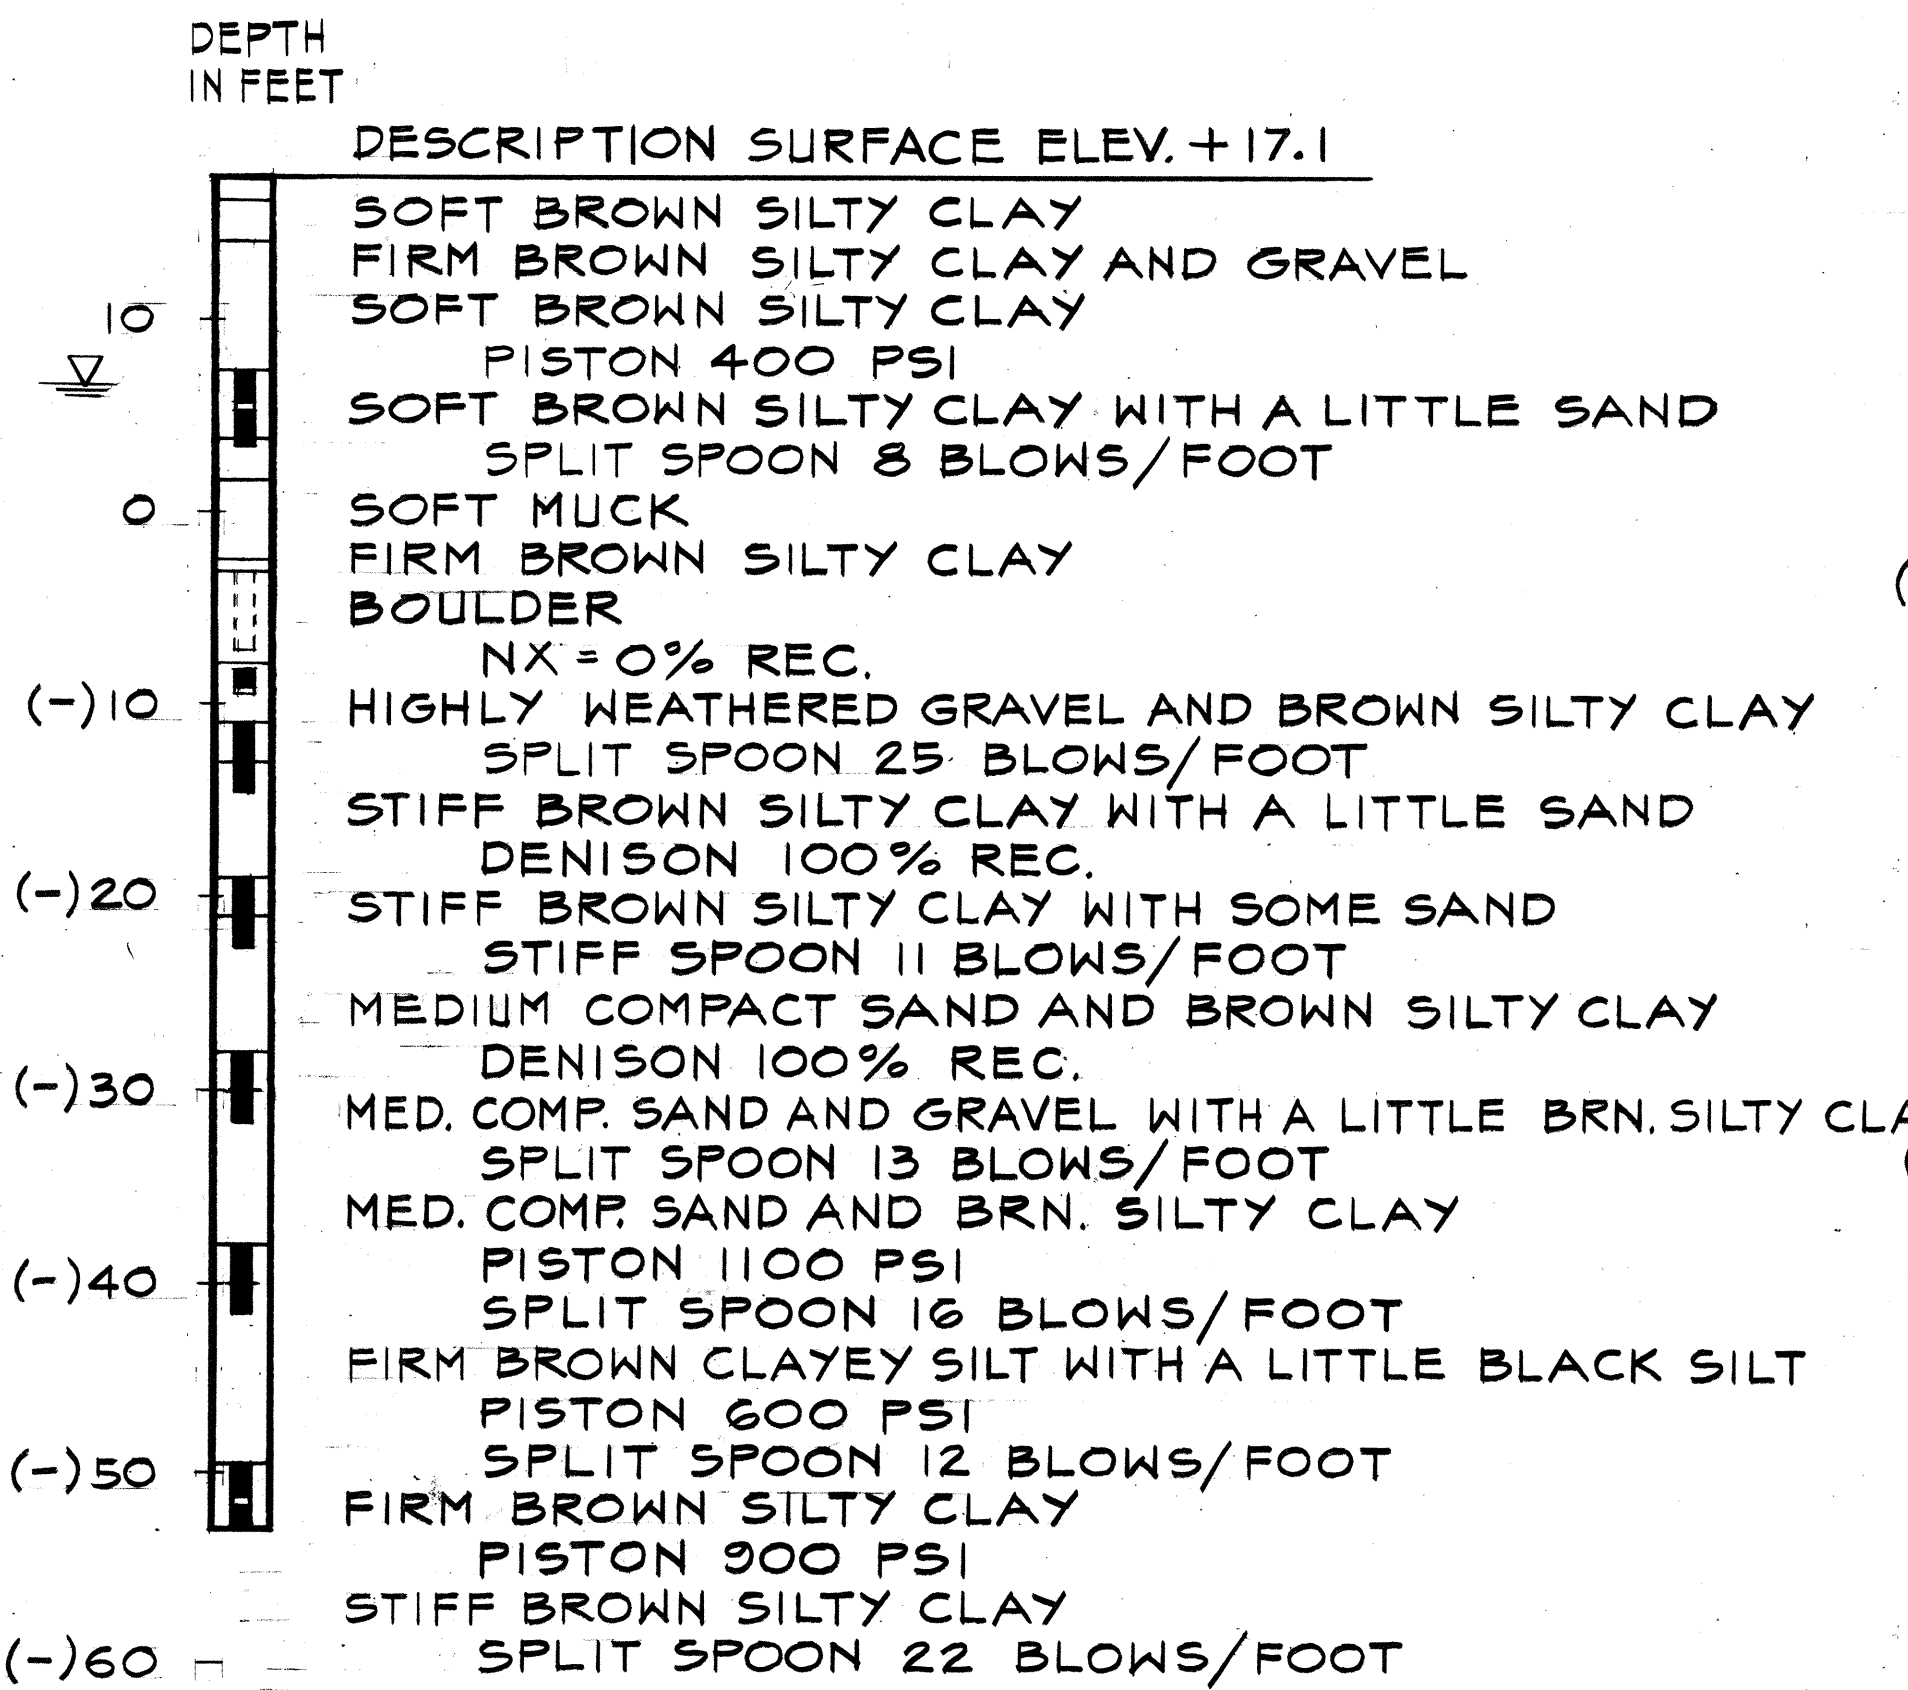 DEPTH
IN FEET
DESCRIPTION SURFACE ELEV. + 17.1
SOFT BROWN SILTY CLAY
FIRM BROWN SILTY CLAY AND GRAVEL
10 SOFT BROWN SILTY CLAY
PISTON 400 PSI
SOFT BROWN SILTY CLAY WITH A LITTLE SAND
SPLIT SPOON 8 BLOWS/FOOT
0 SOFT MUCK
FIRM BROWN SILTY CLAY
BOULDER
NX = 0% REC.
(-)10 HIGHLY WEATHERED GRAVEL AND BROWN SILTY CLAY
SPLIT SPOON 25 BLOWS/FOOT
STIFF BROWN SILTY CLAY WITH A LITTLE SAND
DENISON 100% REC.
(-)20 STIFF BROWN SILTY CLAY WITH SOME SAND
STIFF SPOON 11 BLOWS/FOOT
MEDIUM COMPACT SAND AND BROWN SILTY CLAY
DENISON 100% REC.
(-)30 MED. COMP. SAND AND GRAVEL WITH A LITTLE BRN. SILTY CLA
SPLIT SPOON 13 BLOWS/FOOT
MED. COMP. SAND AND BRN. SILTY CLAY
(-)40 PISTON 1100 PSI
SPLIT SPOON 16 BLOWS/FOOT
FIRM BROWN CLAYEY SILT WITH A LITTLE BLACK SILT
PISTON 600 PSI
(-)50 SPLIT SPOON 12 BLOWS/FOOT
FIRM BROWN SILTY CLAY
PISTON 900 PSI
STIFF BROWN SILTY CLAY
(-)60 SPLIT SPOON 22 BLOWS/FOOT